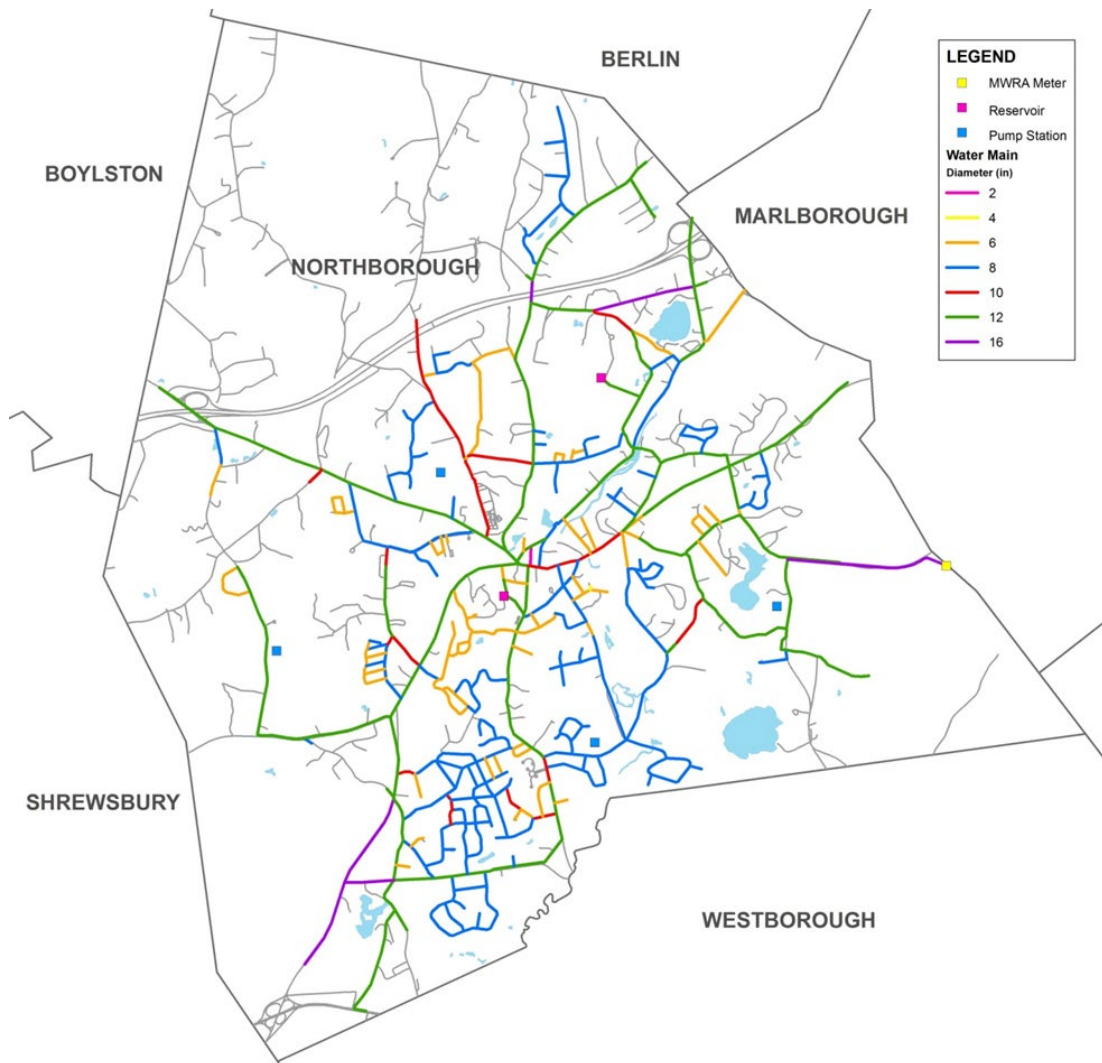 BERLIN
BOYLSTON
MARLBOROUGH
NORTHBOROUGH
SHREWSBURY
WESTBOROUGH
LEGEND
MWRA Meter
Reservoir
Pump Station
Water Main
Diameter (in)
2
4
6
8
10
12
16